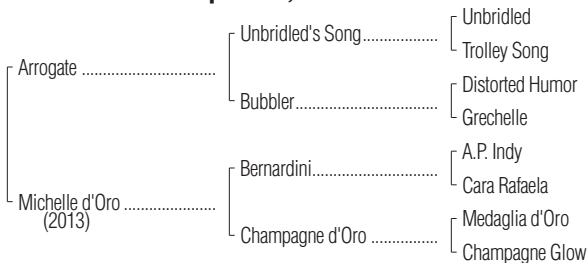 Unbridled
Unbridled's Song..................
Trolley Song
Arrogate ................................
Distorted Humor
Bubbler..................................
Grechelle
A.P. Indy
Bernardini..............................
Cara Rafaela
Michelle d'Oro ......................
(2013)
Medaglia d'Oro
Champagne d'Oro ................
Champagne Glow